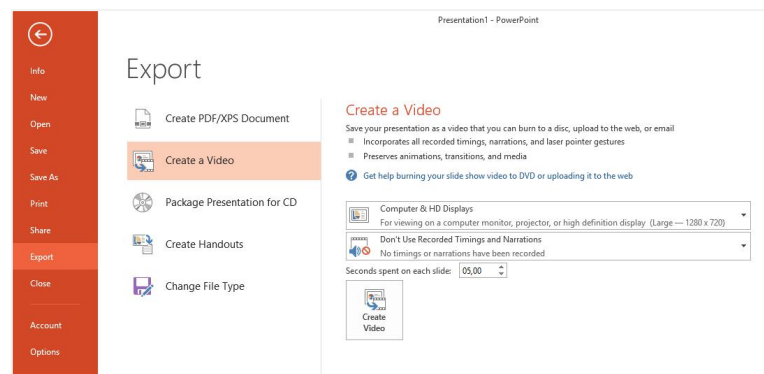 Presentation1 - PowerPoint
Info
New
Open
Save
Save As
Print
Share
Export
Close
Account
Options
Export
Create PDF/XPS Document
Create a Video
Package Presentation for CD
Create Handouts
Change File Type
Create a Video
Save your presentation as a video that you can burn to a disc, upload to the web, or email
Incorporates all recorded timings, narrations, and laser pointer gestures
Preserves animations, transitions, and media
Get help burning your slide show video to DVD or uploading it to the web
Computer & HD Displays
For viewing on a computer monitor, projector, or high definition display (Large — 1280 x 720)
Don't Use Recorded Timings and Narrations
No timings or narrations have been recorded
Seconds spent on each slide: 05,00
Create
Video